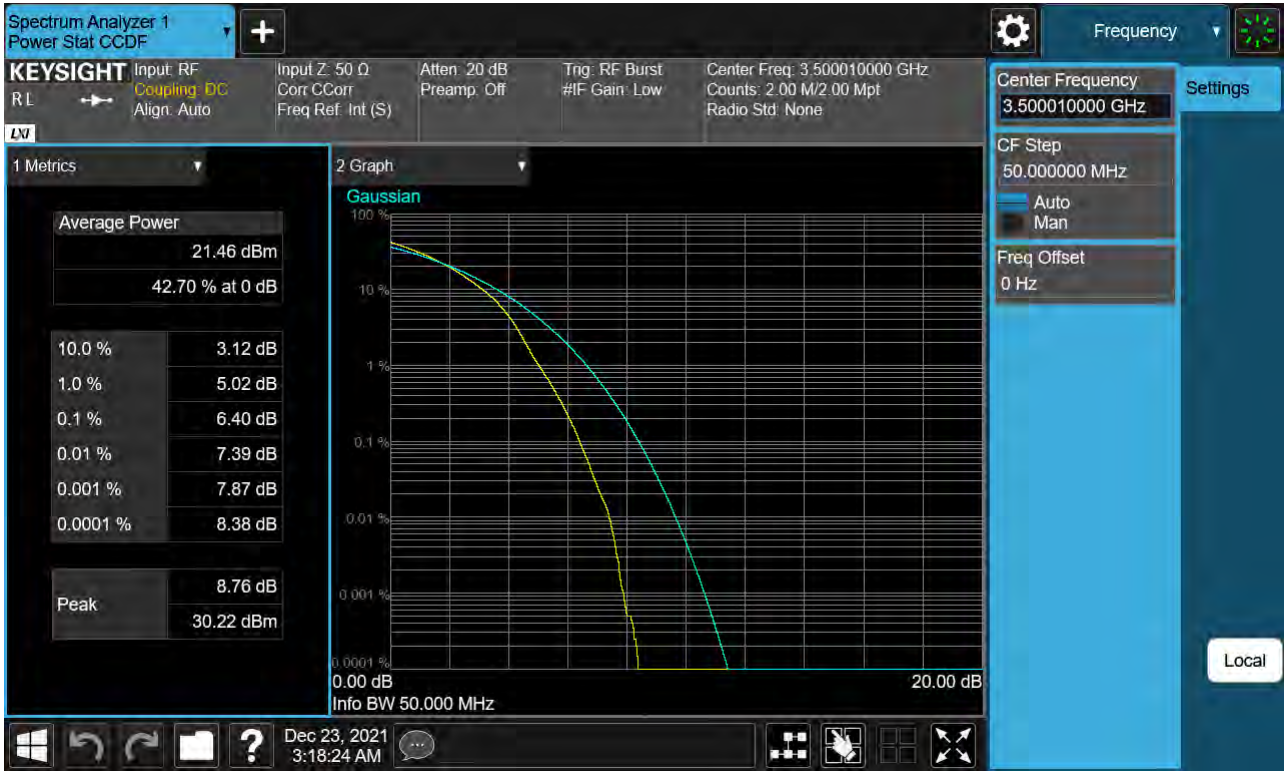 Spectrum Analyzer 1
Power Stat CCDF
Frequency
KEYSIGHT
RL
LXI
Input: RF
Coupling: DC
Align: Auto
Input Z: 50 Ω
Corr CCorr
Freq Ref: Int (S)
Atten: 20 dB
Preamp: Off
Trig: RF Burst
#IF Gain: Low
Center Freq: 3.500010000 GHz
Counts: 2.00 M/2.00 Mpt
Radio Std: None
Center Frequency
3.500010000 GHz
Settings
CF Step
50.000000 MHz
Auto
Man
Freq Offset
0 Hz
1 Metrics
Average Power
21.46 dBm
42.70 % at 0 dB
10.0 % 3.12 dB
1.0 % 5.02 dB
0.1 % 6.40 dB
0.01 % 7.39 dB
0.001 % 7.87 dB
0.0001 % 8.38 dB
Peak
8.76 dB
30.22 dBm
2 Graph
Gaussian
100 %
10 %
1 %
0.1 %
0.01 %
0.001 %
0.0001 %
0.00 dB 20.00 dB
Info BW 50.000 MHz
Local
?
Dec 23, 2021
3:18:24 AM